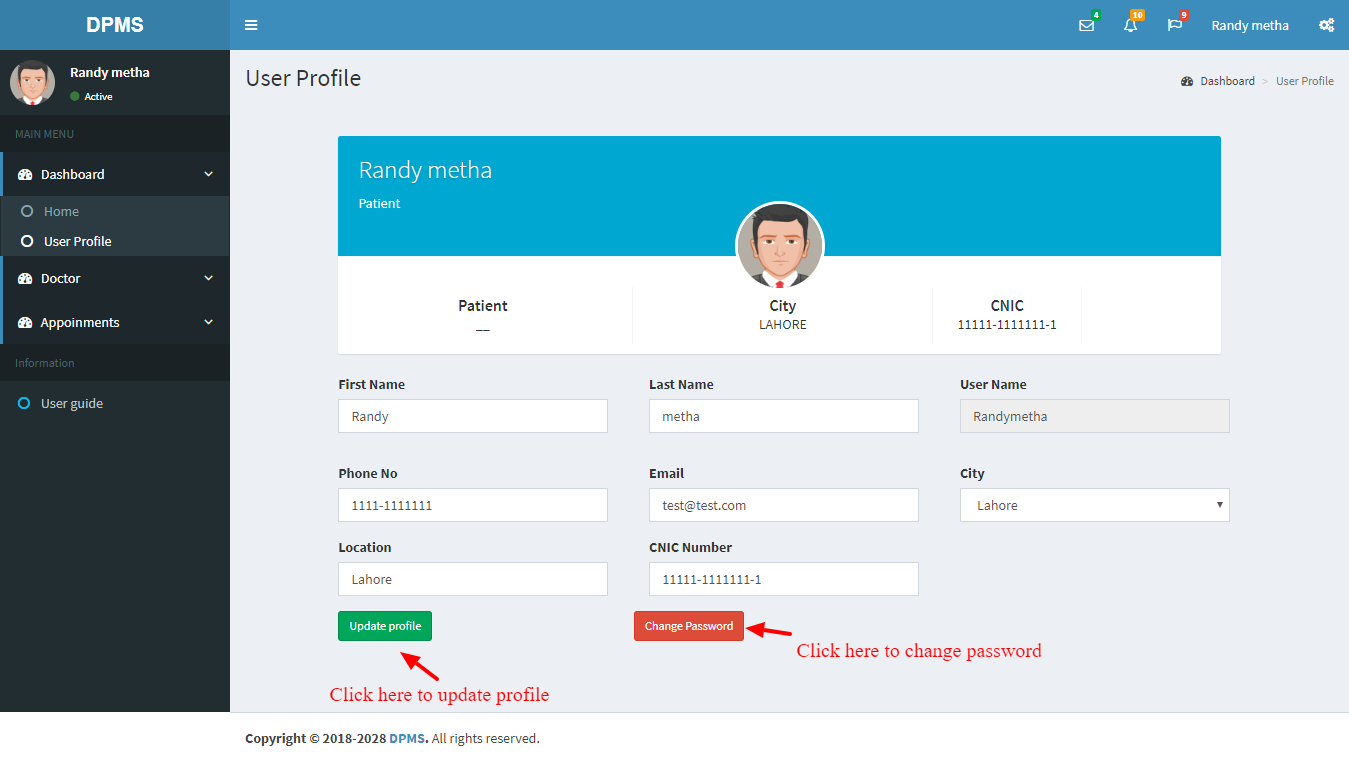 DPMS
4
10
9
Randy metha
Randy metha
Active
User Profile
Dashboard > User Profile
MAIN MENU
Dashboard
Home
User Profile
Doctor
Appoinments
Information
User guide
Randy metha
Patient
Patient
__
City
LAHORE
CNIC
11111-1111111-1
First Name
Last Name
User Name
Randy
metha
Randymetha
Phone No
Email
City
1111-1111111
test@test.com
Lahore
Location
CNIC Number
Lahore
11111-1111111-1
Update profile
Change Password
Click here to change password
Click here to update profile
Copyright © 2018-2028 DPMS. All rights reserved.